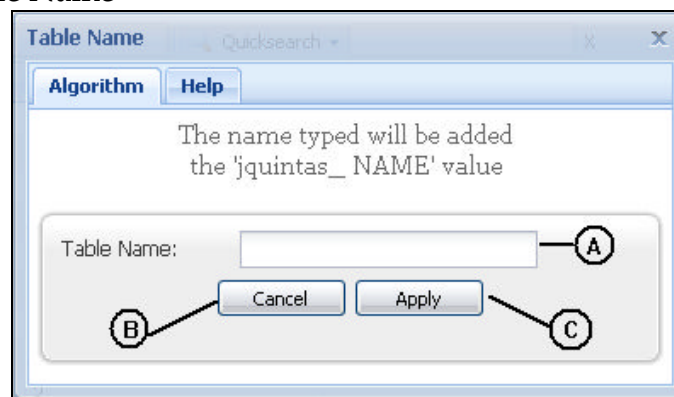 Table Name
Quicksearch
X
x
Algorithm
Help
The name typed will be added
the 'jquintas_ NAME' value
Table Name:
A
Cancel
Apply
B
C